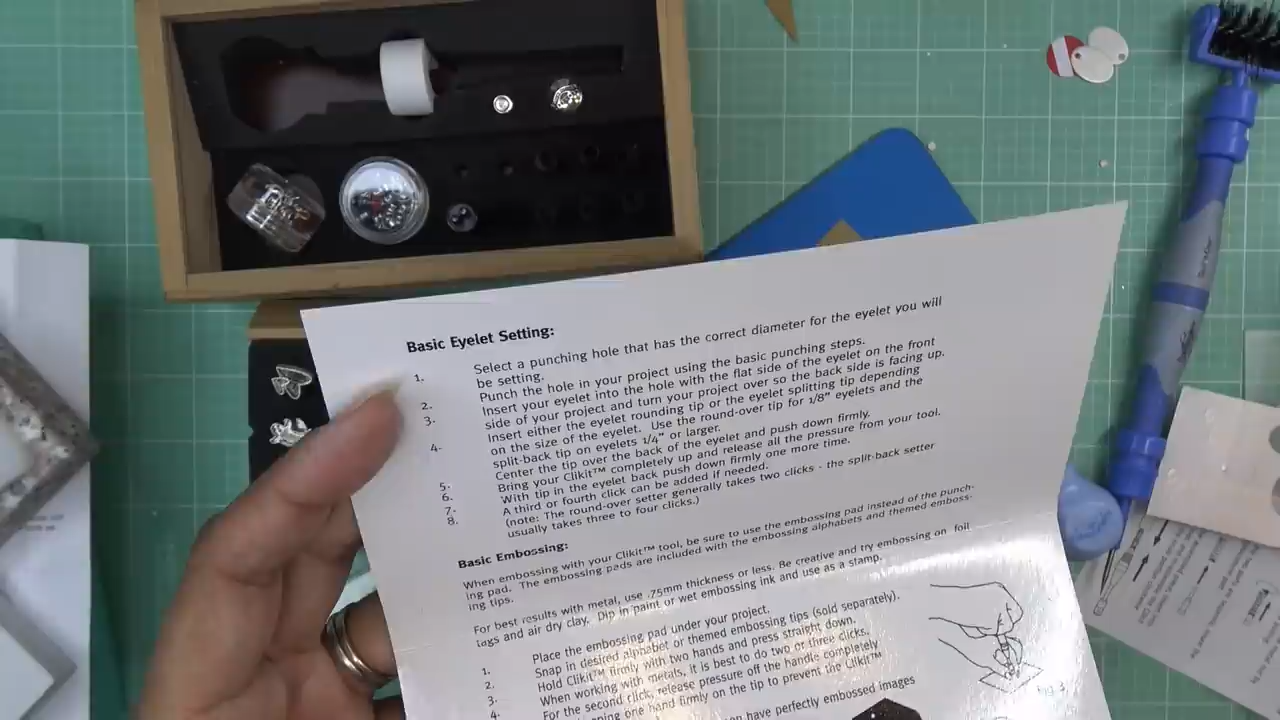 Basic Eyelet Setting:
1. Select a punching hole that has the correct diameter for the eyelet you will
be setting.
2. Punch the hole in your project using the basic punching steps.
3. Insert your eyelet into the hole with the flat side of the eyelet on the front
side of your project and turn your project over so the back side is facing up.
4. Insert either the eyelet rounding tip or the eyelet splitting tip depending
on the size of the eyelet. Use the round-over tip for 1/8" eyelets and the
split-back tip on eyelets 1/4" or larger.
5. Center the tip over the back of the eyelet and push down firmly.
6. Bring your Clikit™ completely up and release all the pressure from your tool.
7. With tip in the eyelet back push down firmly one more time.
8. A third or fourth click can be added if needed.
(note: The round-over setter generally takes two clicks - the split-back setter
usually takes three to four clicks.)
Basic Embossing:
When embossing with your Clikit™ tool, be sure to use the embossing pad instead of the punch-
ing pad. The embossing pads are included with the embossing alphabets and themed emboss-
ing tips.
For best results with metal, use .75mm thickness or less. Be creative and try embossing on foil
tags and air dry clay. Dip in paint or wet embossing ink and use as a stamp.
1. Place the embossing pad under your project.
2. Snap in desired alphabet or themed embossing tips (sold separately).
3. Hold Clikit™ firmly with two hands and press straight down.
4. When working with metals, it is best to do two or three clicks.
For the second click, release pressure off the handle completely
one hand firmly on the tip to prevent the Clikit™
have perfectly embossed images